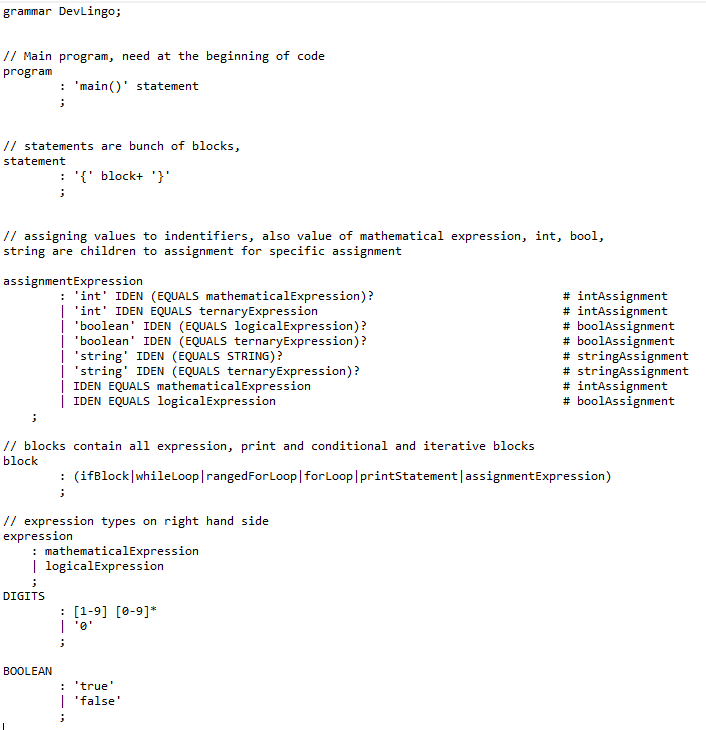 grammar DevLingo;
// Main program, need at the beginning of code
program
: 'main()' statement
;
// statements are bunch of blocks,
statement
: '{' block+ '}'
;
// assigning values to indentifiers, also value of mathematical expression, int, bool,
string are children to assignment for specific assignment
assignmentExpression
: 'int' IDEN (EQUALS mathematicalExpression)? # intAssignment
| 'int' IDEN EQUALS ternaryExpression # intAssignment
| 'boolean' IDEN (EQUALS logicalExpression)? # boolAssignment
| 'boolean' IDEN (EQUALS ternaryExpression)? # boolAssignment
| 'string' IDEN (EQUALS STRING)? # stringAssignment
| 'string' IDEN (EQUALS ternaryExpression)? # stringAssignment
| IDEN EQUALS mathematicalExpression # intAssignment
| IDEN EQUALS logicalExpression # boolAssignment
;
// blocks contain all expression, print and conditional and iterative blocks
block
: (ifBlock|whileLoop|rangedForLoop|forLoop|printStatement|assignmentExpression)
;
// expression types on right hand side
expression
: mathematicalExpression
| logicalExpression
;
DIGITS
: [1-9] [0-9]*
| '0'
;
BOOLEAN
: 'true'
| 'false'
;